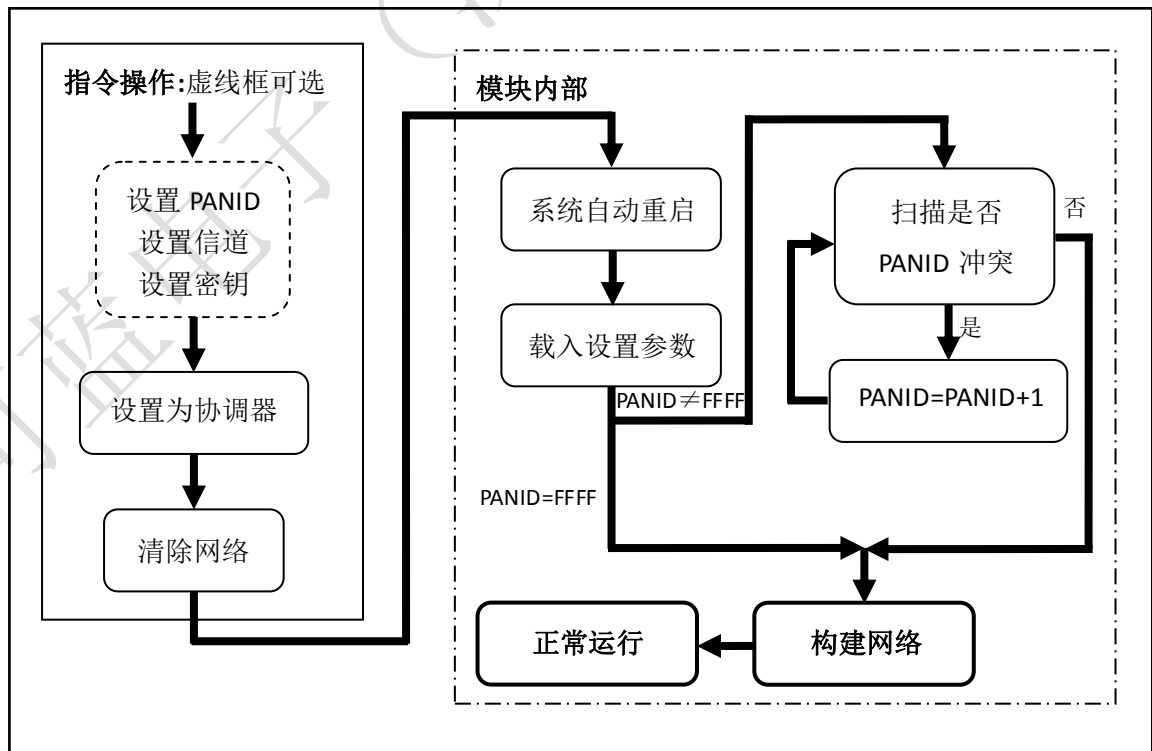 指令操作:虚线框可选
设置 PANID
设置信道
设置密钥
设置为协调器
清除网络
模块内部
系统自动重启
载入设置参数
PANID≠FFFF
PANID=FFFF
扫描是否
PANID 冲突
否
是
PANID=PANID+1
构建网络
正常运行
蓝电子